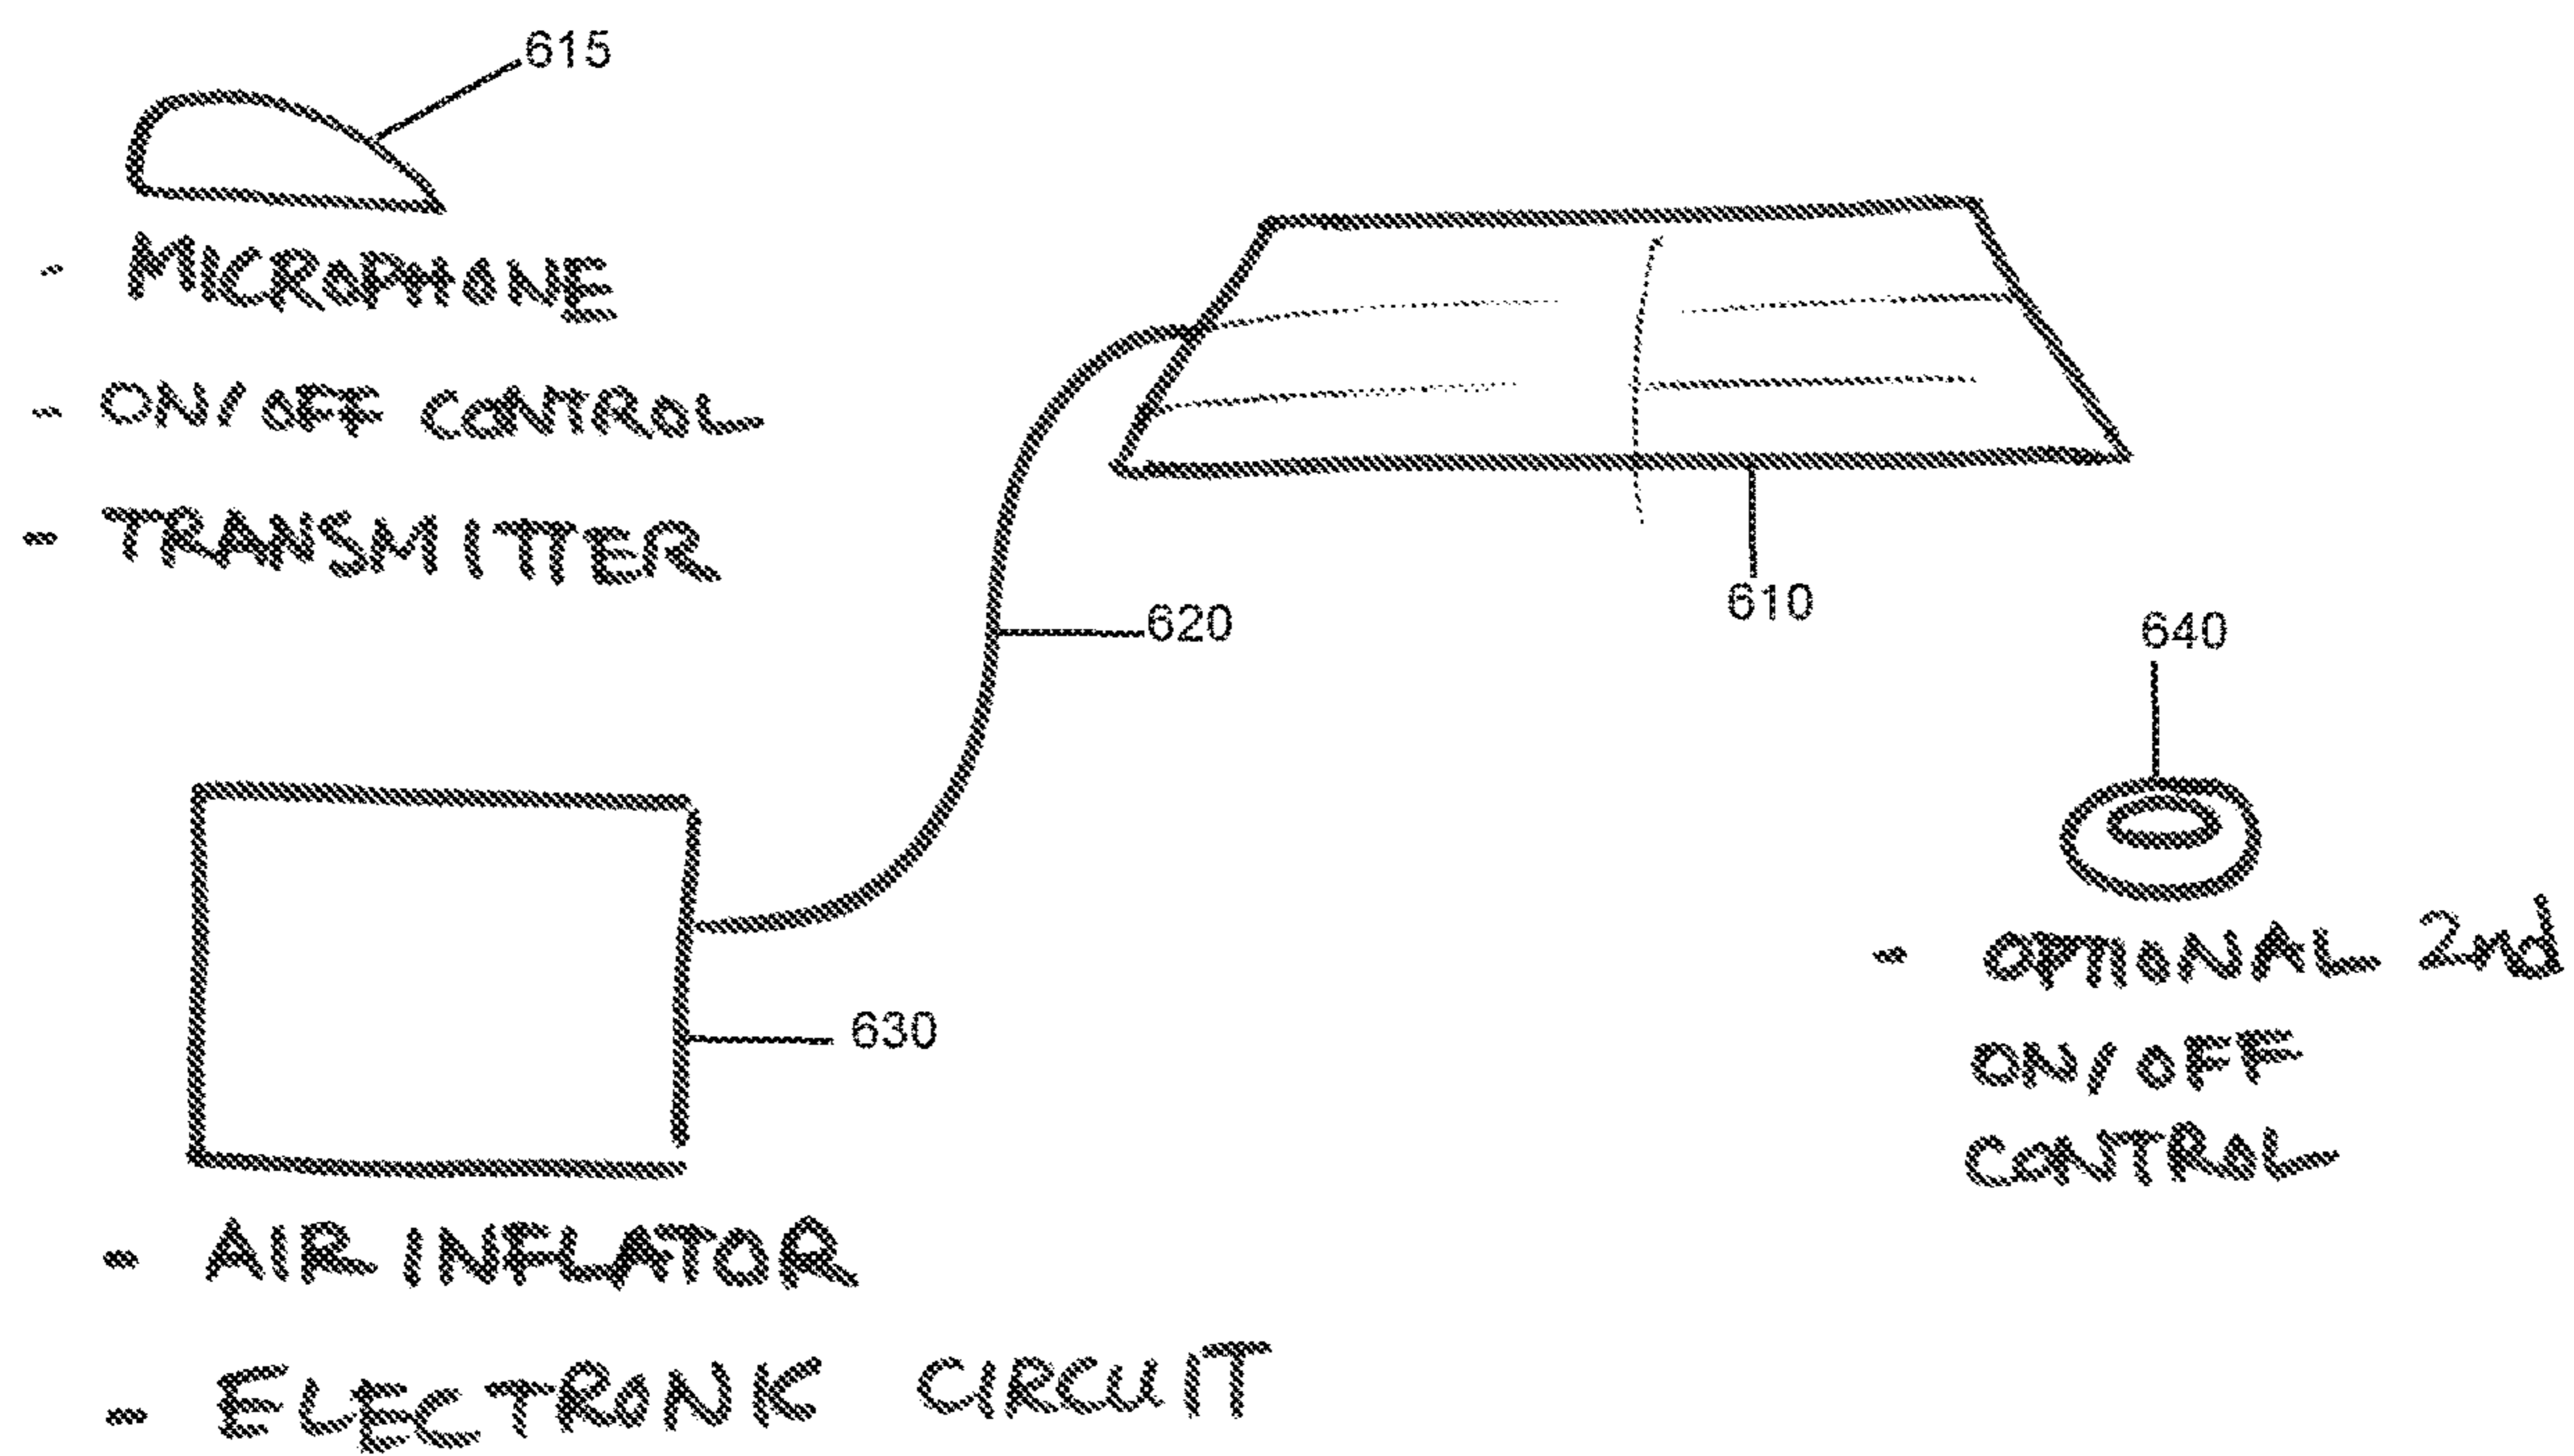 615
- MICROPHONE
- ON/OFF CONTROL
- TRANSMITTER
620
610
640
- OPTIONAL 2nd
ON/OFF
CONTROL
630
- AIR INFLATOR
- ELECTRONIC CIRCUIT